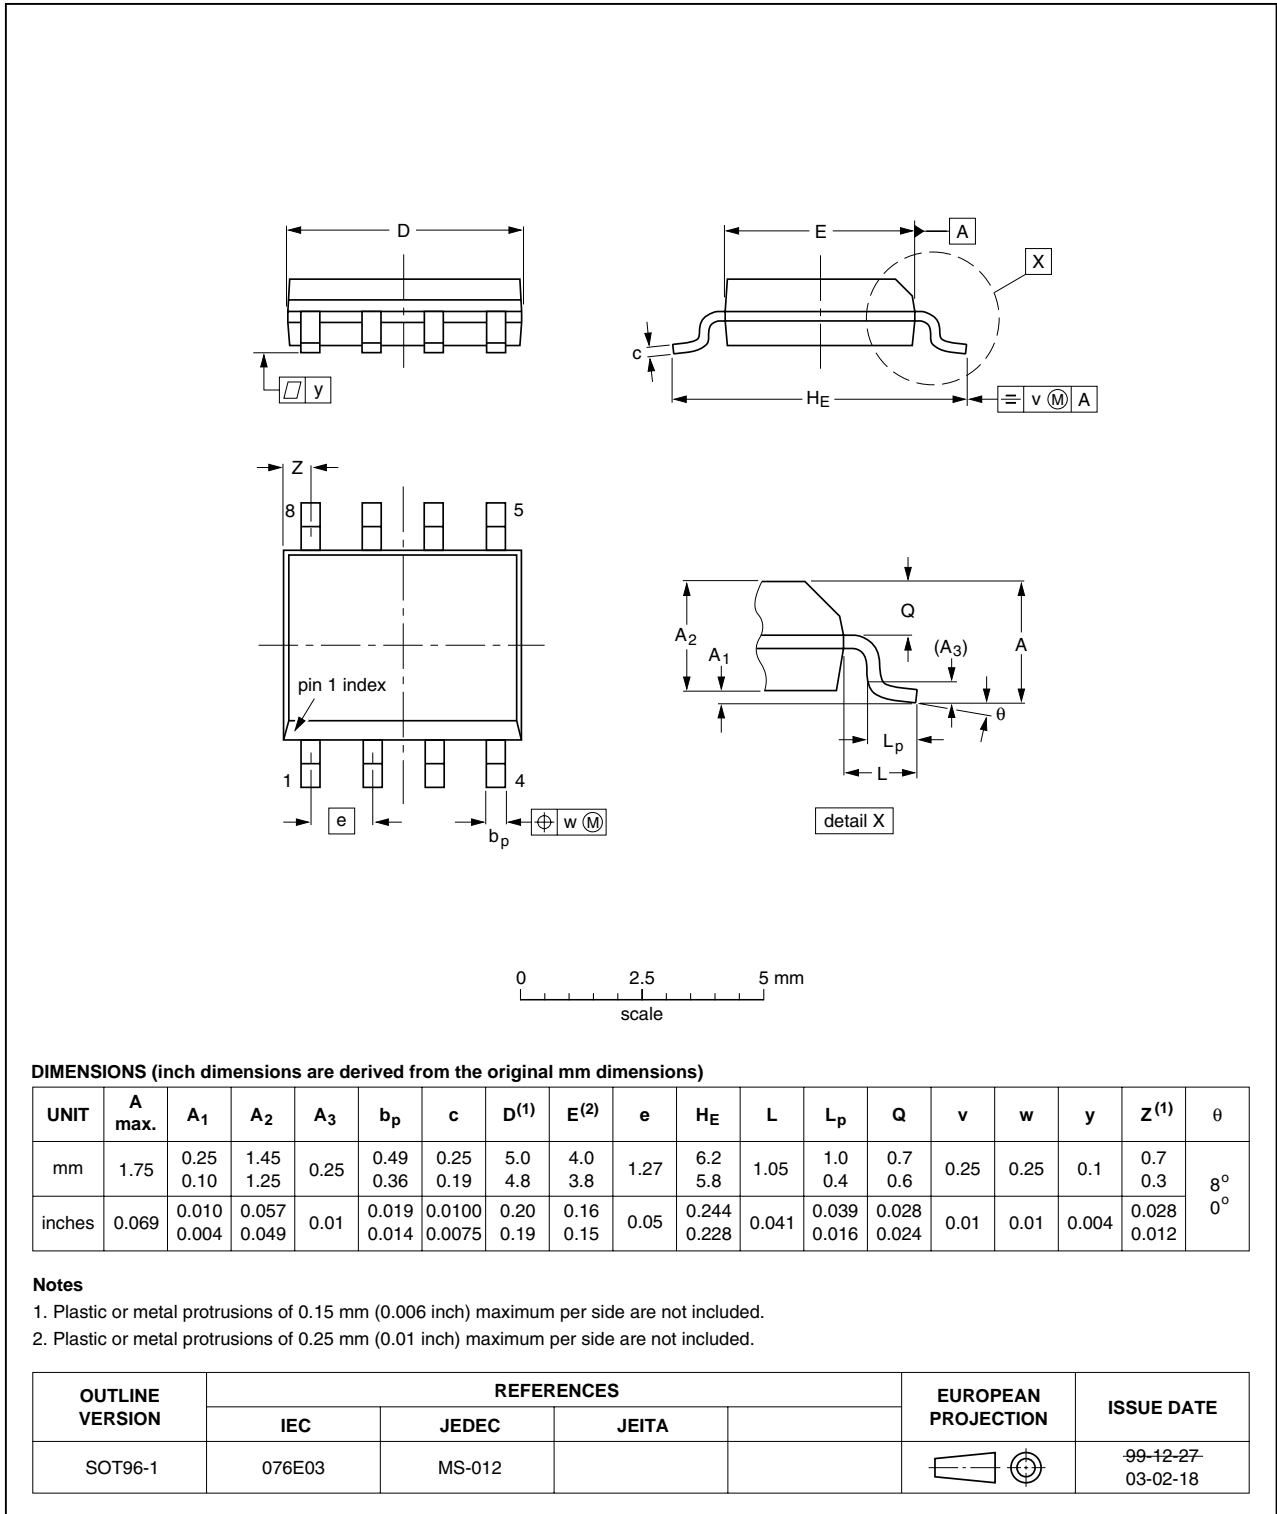 D
E
A
X
c
y
HE
v M A
Z
8
5
pin 1 index
1
4
e
bp
w M
A2
A1
Q
(A3)
A
θ
Lp
L
detail X
0 2.5 5 mm
scale
DIMENSIONS (inch dimensions are derived from the original mm dimensions)
UNIT A max. A1 A2 A3 bp c D(1) E(2) e HE L Lp Q v w y Z(1) θ
mm 1.75 0.25 0.10 1.45 1.25 0.25 0.49 0.36 0.25 0.19 5.0 4.8 4.0 3.8 1.27 6.2 5.8 1.05 1.0 0.4 0.7 0.6 0.25 0.25 0.1 0.7 0.3 8o 0o
inches 0.069 0.010 0.004 0.057 0.049 0.01 0.019 0.014 0.0100 0.0075 0.20 0.19 0.16 0.15 0.05 0.244 0.228 0.041 0.039 0.016 0.028 0.024 0.01 0.01 0.004 0.028 0.012
Notes
1. Plastic or metal protrusions of 0.15 mm (0.006 inch) maximum per side are not included.
2. Plastic or metal protrusions of 0.25 mm (0.01 inch) maximum per side are not included.
OUTLINE VERSION REFERENCES EUROPEAN PROJECTION ISSUE DATE
IEC JEDEC JEITA
SOT96-1 076E03 MS-012 99-12-27
03-02-18